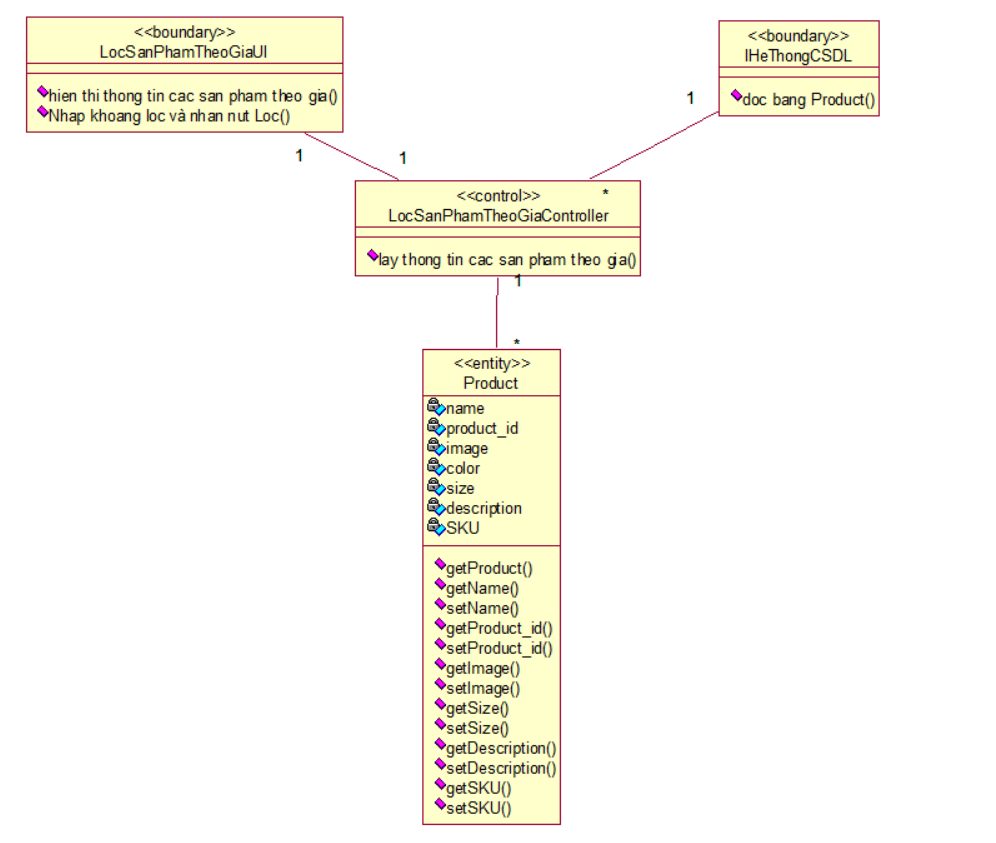 <<boundary>>
LocSanPhamTheoGiaUI
hien thi thong tin cac san pham theo gia()
Nhap khoang loc và nhan nut Loc()
<<boundary>>
IHeThongCSDL
doc bang Product()
1
1
1
*
<<control>>
LocSanPhamTheoGiaController
lay thong tin cac san pham theo gia()
1
*
<<entity>>
Product
name
product_id
image
color
size
description
SKU
getProduct()
getName()
setName()
getProduct_id()
setProduct_id()
getImage()
setImage()
getSize()
setSize()
getDescription()
setDescription()
getSKU()
setSKU()